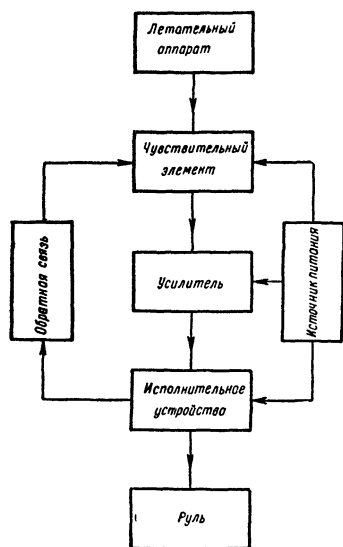 Летательный
аппарат
Чувствительный
элемент
Обратная связь
Усилитель
Источник питания
Исполнительное
устройство
Руль